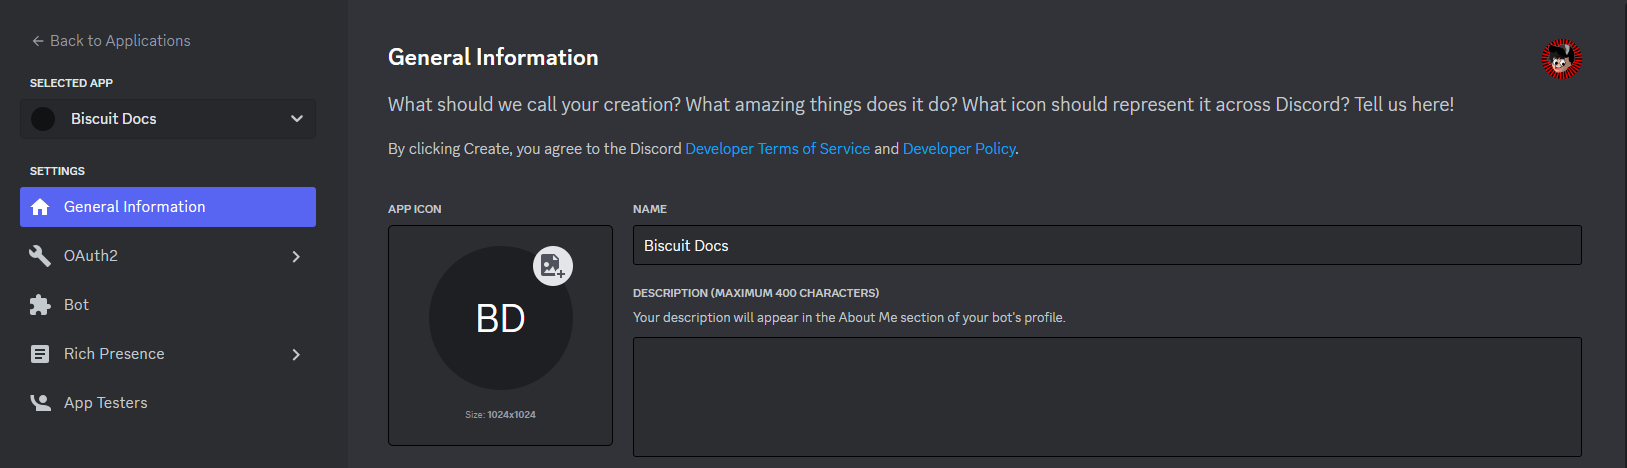 Back to Applications
SELECTED APP
Biscuit Docs
SETTINGS
General Information
OAuth2
Bot
Rich Presence
App Testers
General Information
What should we call your creation? What amazing things does it do? What icon should represent it across Discord? Tell us here!
By clicking Create, you agree to the Discord Developer Terms of Service and Developer Policy.
APP ICON
BD
Size: 1024x1024
NAME
Biscuit Docs
DESCRIPTION (MAXIMUM 400 CHARACTERS)
Your description will appear in the About Me section of your bot's profile.